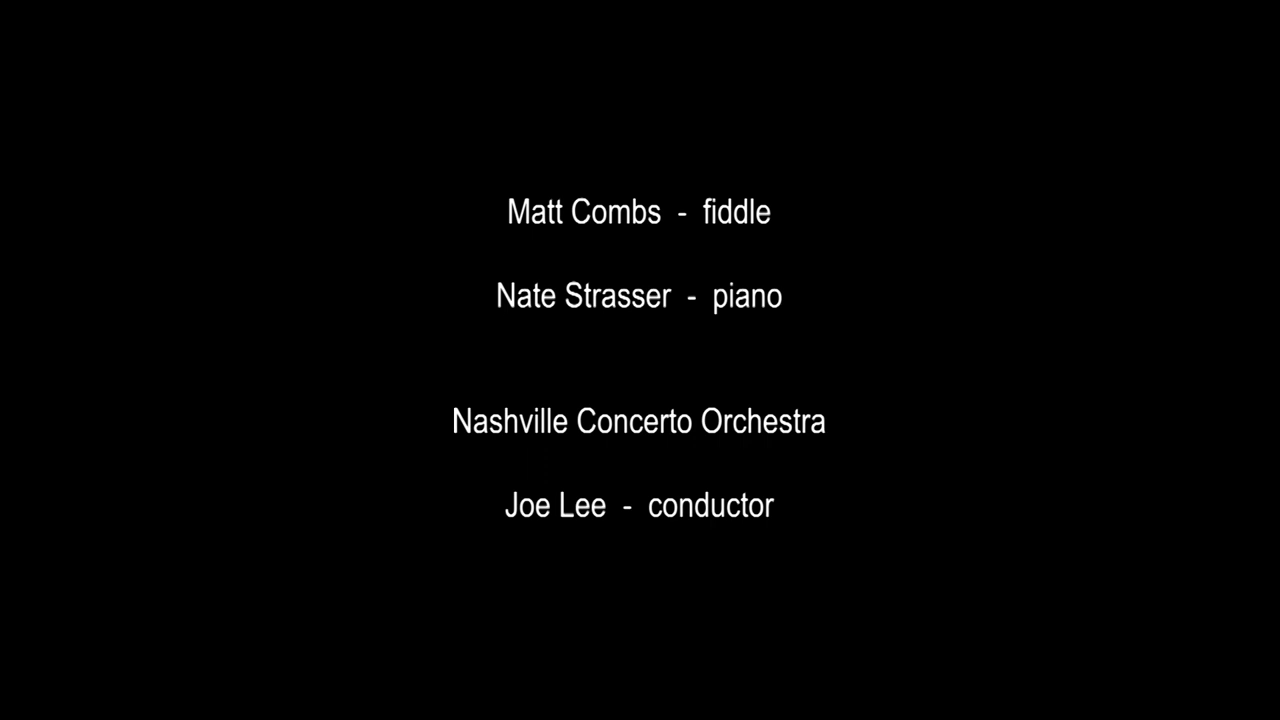 Matt Combs - fiddle
Nate Strasser - piano
Nashville Concerto Orchestra
Joe Lee - conductor